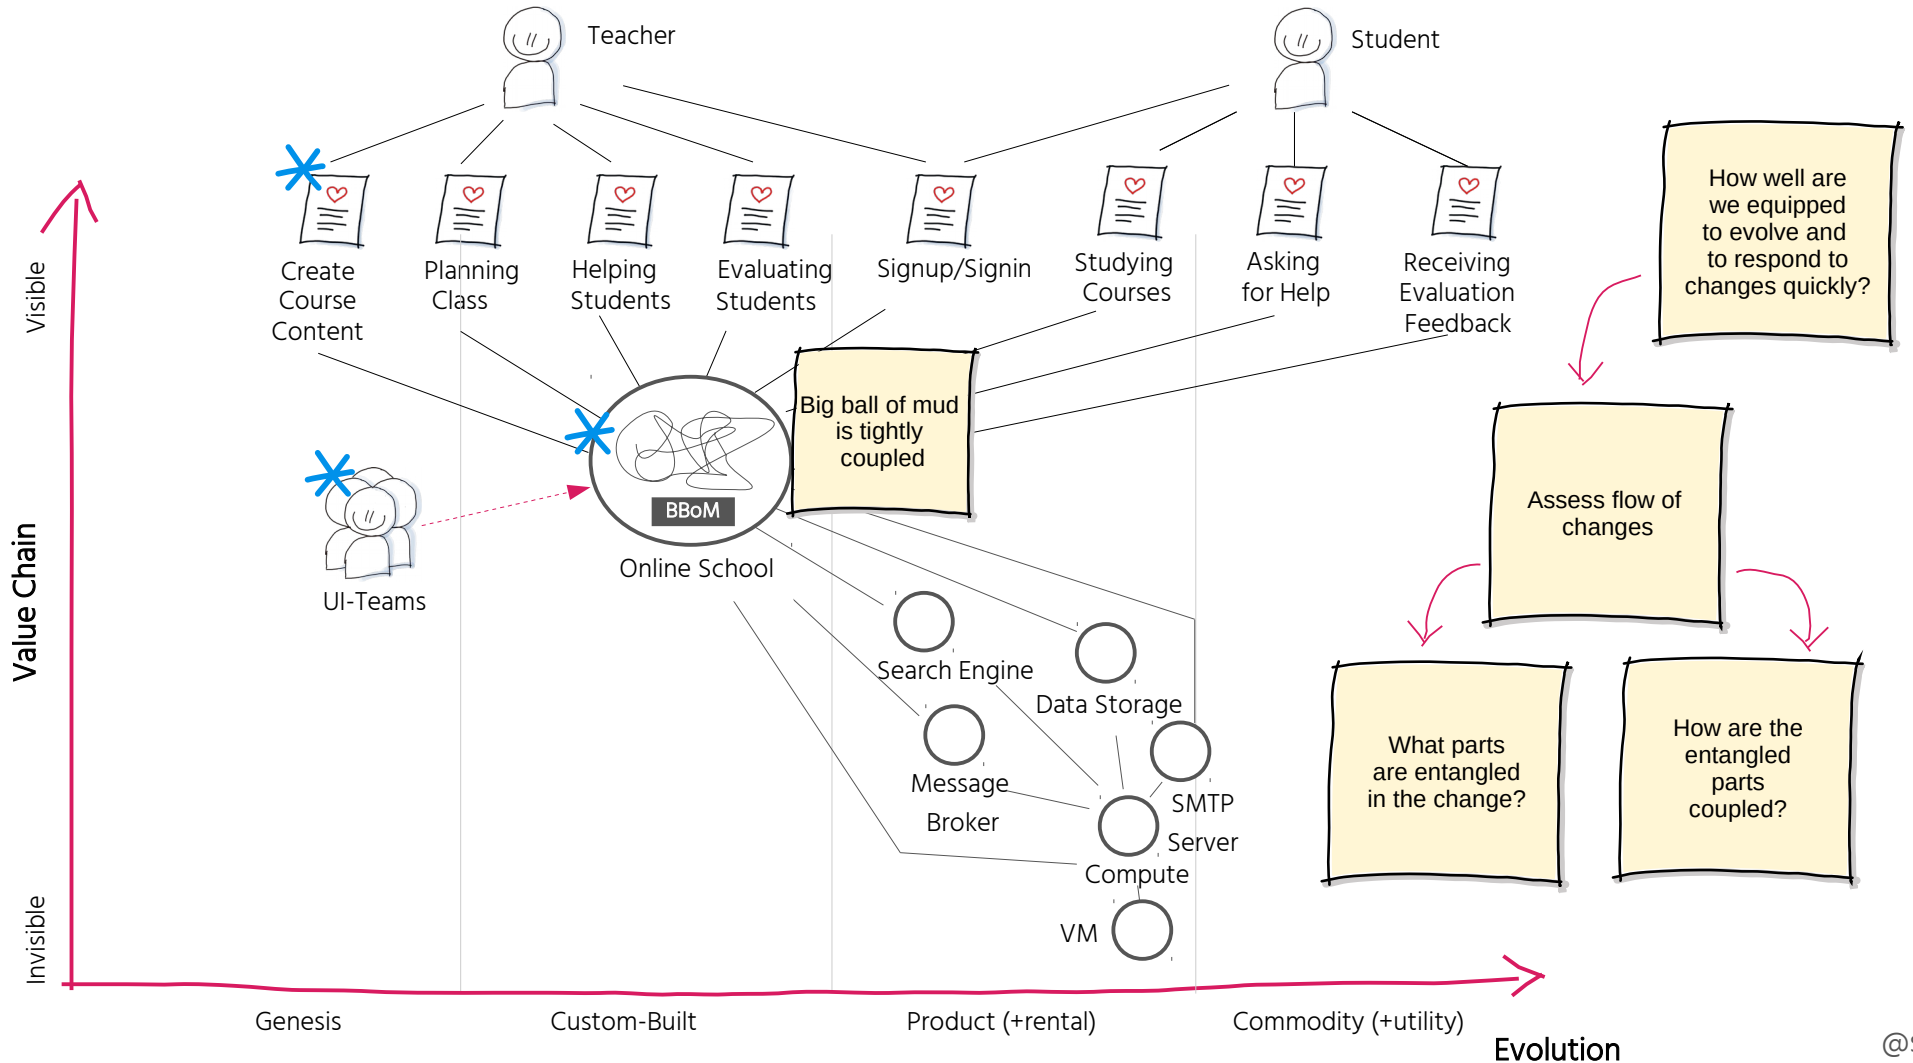 Teacher
Student
How well are
we equipped
to evolve and
to respond to
changes quickly?
Visible
Create
Course
Content
Planning
Class
Helping
Students
Evaluating
Students
Signup/Signin
Studying
Courses
Asking
for Help
Receiving
Evaluation
Feedback
Big ball of mud
is tightly
coupled
BBoM
Online School
UI-Teams
Assess flow of
changes
Value Chain
Search Engine
Data Storage
Message
Broker
SMTP
Server
Compute
VM
What parts
are entangled
in the change?
How are the
entangled
parts
coupled?
Invisible
Genesis
Custom-Built
Product (+rental)
Commodity (+utility)
Evolution